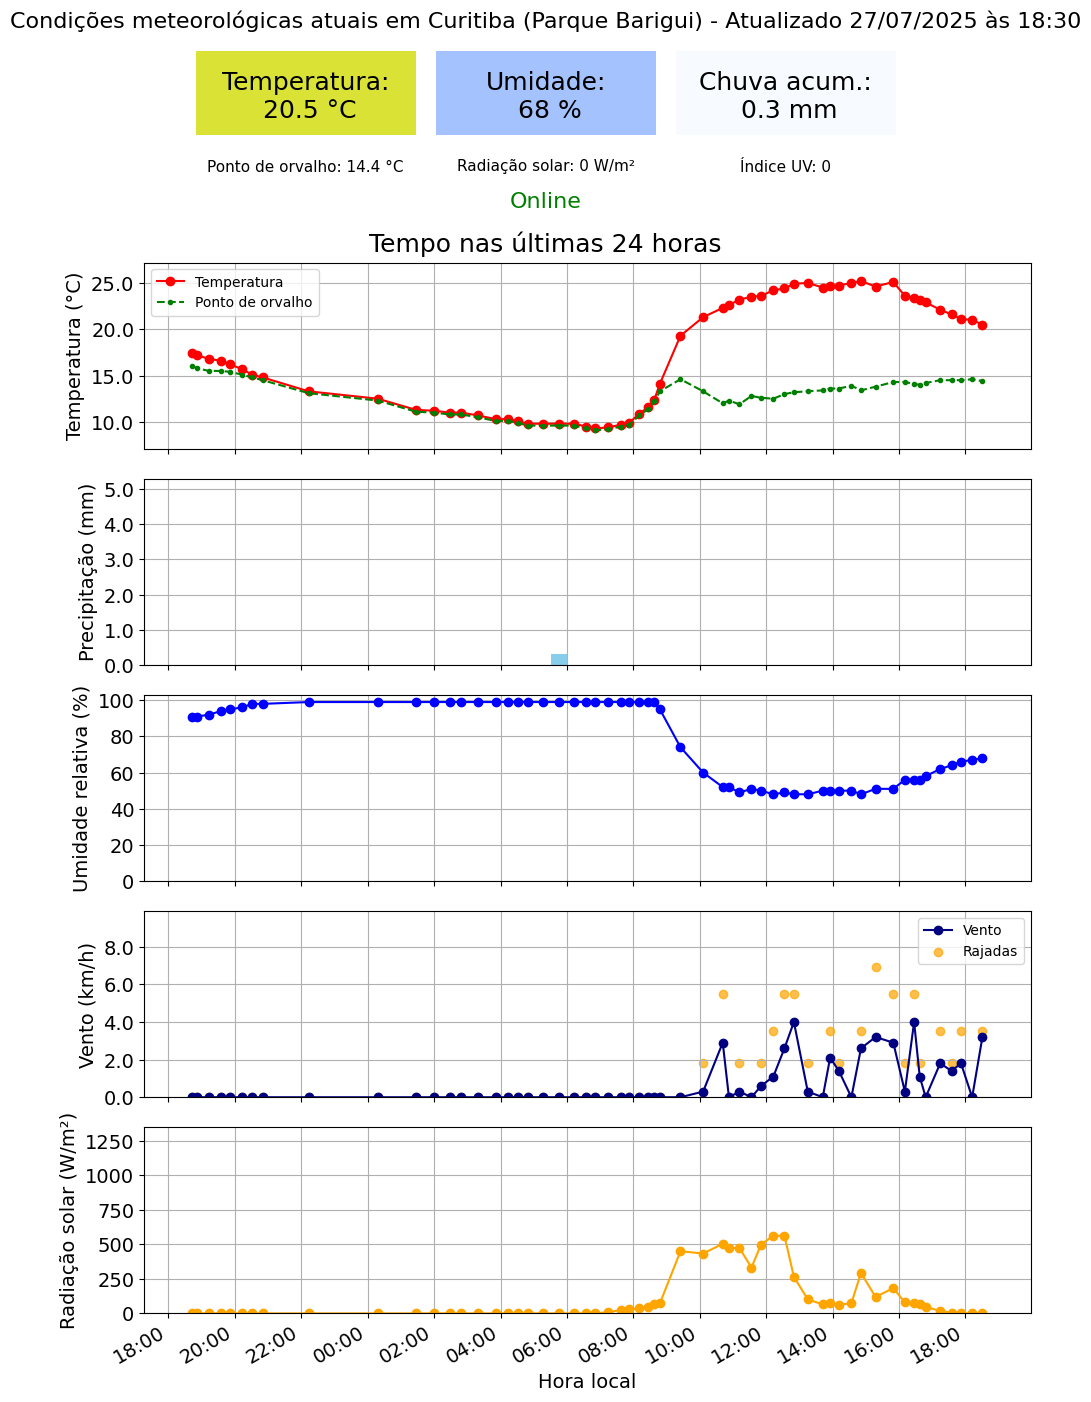 Condições meteorológicas atuais em Curitiba (Parque Barigui) - Atualizado 27/07/2025 às 18:30
Temperatura:
20.5 °C
Umidade:
68 %
Chuva acum.:
0.3 mm
Ponto de orvalho: 14.4 °C
Radiação solar: 0 W/m²
Índice UV: 0
Online
Tempo nas últimas 24 horas
Temperatura (°C)
25.0
20.0
15.0
10.0
Temperatura
Ponto de orvalho
Precipitação (mm)
5.0
4.0
3.0
2.0
1.0
0.0
Umidade relativa (%)
100
80
60
40
20
0
Vento (km/h)
8.0
6.0
4.0
2.0
0.0
Vento
Rajadas
Radiação solar (W/m²)
1250
1000
750
500
250
0
18:00 20:00 22:00 00:00 02:00 04:00 06:00 08:00 10:00 12:00 14:00 16:00 18:00
Hora local